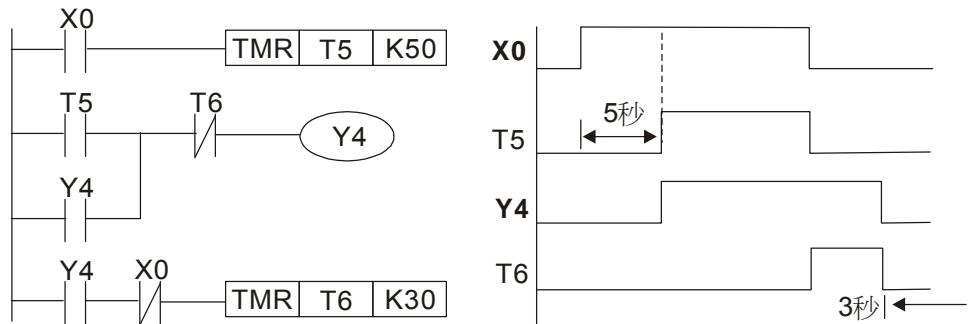 X0
TMR T5 K50
T5 T6
Y4
Y4
Y4 X0
TMR T6 K30
X0
5秒
T5
Y4
T6
3秒